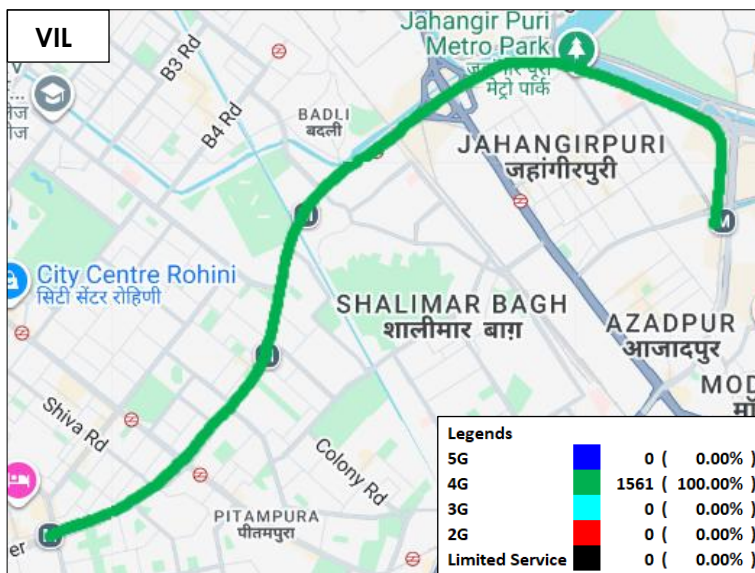 VIL
Jahangir Puri
Metro Park
जहांगीर पूरी
मेट्रो पार्क
B3 Rd
B4 Rd
BADLI
बदली
JAHANGIRPURI
जहांगीरपुरी
City Centre Rohini
सिटी सेंटर रोहिणी
SHALIMAR BAGH
शालीमार बाग़
AZADPUR
आजादपुर
MOD
Shiva Rd
Colony Rd
PITAMPURA
पीतमपुरा
er
M
Legends
5G 0 ( 0.00% )
4G 1561 ( 100.00% )
3G 0 ( 0.00% )
2G 0 ( 0.00% )
Limited Service 0 ( 0.00% )